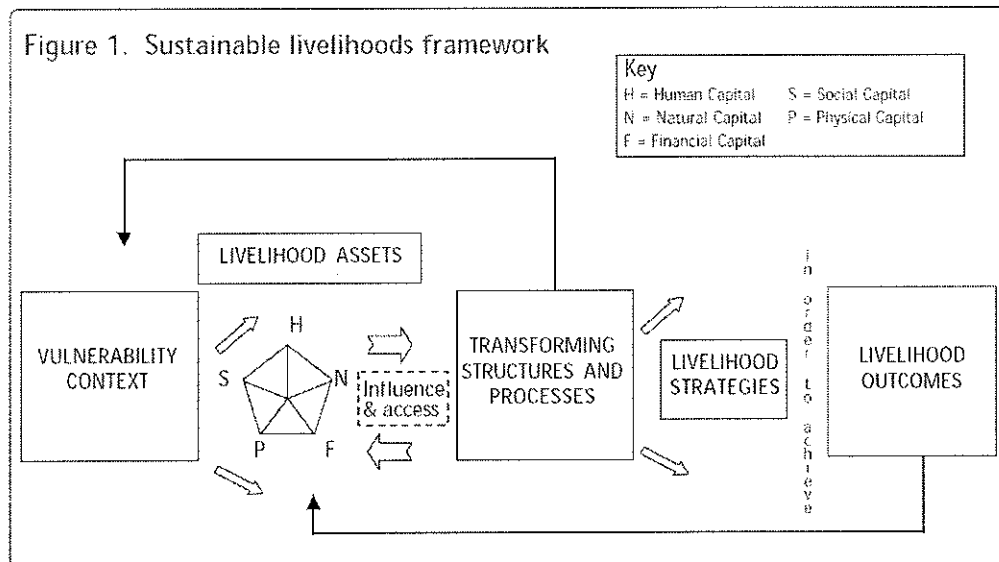 Figure 1. Sustainable livelihoods framework
Key
H = Human Capital S = Social Capital
N = Natural Capital P = Physical Capital
F = Financial Capital
LIVELIHOOD ASSETS
VULNERABILITY
CONTEXT
H
S
N
P
F
Influence
& access
TRANSFORMING
STRUCTURES AND
PROCESSES
LIVELIHOOD
STRATEGIES
in order to achieve
LIVELIHOOD
OUTCOMES